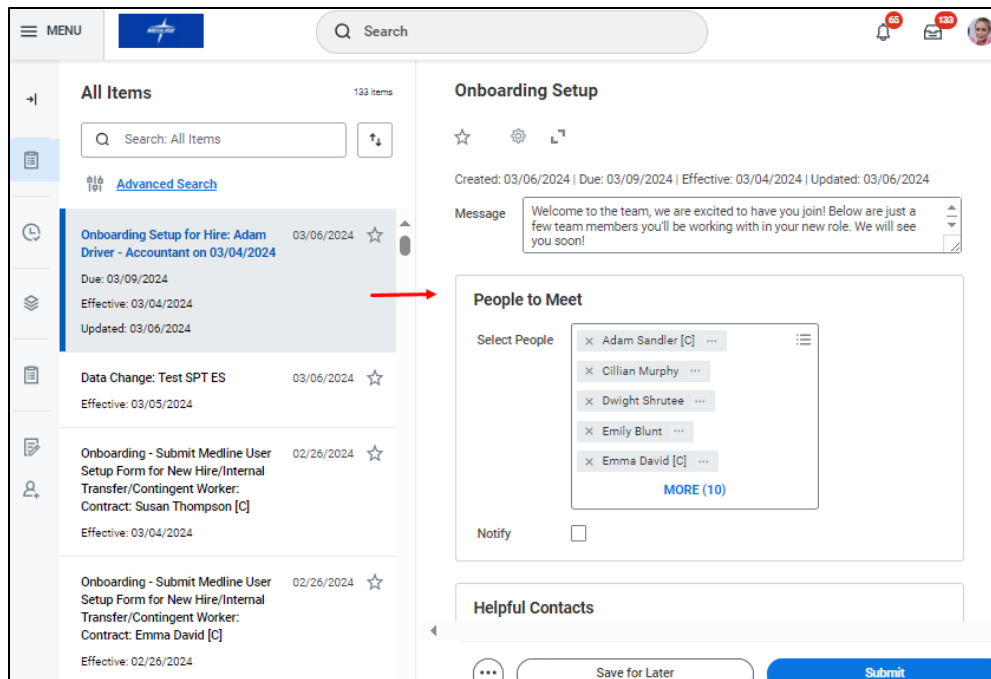 MENU
MEDLINE
Search
65
133
All Items
133 items
Search: All Items
Advanced Search
Onboarding Setup for Hire: Adam
Driver - Accountant on 03/04/2024
03/06/2024
Due: 03/09/2024
Effective: 03/04/2024
Updated: 03/06/2024
Data Change: Test SPT ES
03/06/2024
Effective: 03/05/2024
Onboarding - Submit Medline User
Setup Form for New Hire/Internal
Transfer/Contingent Worker:
Contract: Susan Thompson [C]
02/26/2024
Effective: 03/04/2024
Onboarding - Submit Medline User
Setup Form for New Hire/Internal
Transfer/Contingent Worker:
Contract: Emma David [C]
02/26/2024
Effective: 02/26/2024
Onboarding Setup
Created: 03/06/2024 | Due: 03/09/2024 | Effective: 03/04/2024 | Updated: 03/06/2024
Message
Welcome to the team, we are excited to have you join! Below are just a
few team members you'll be working with in your new role. We will see
you soon!
People to Meet
Select People
× Adam Sandler [C] ···
× Cillian Murphy ···
× Dwight Shrutee ···
× Emily Blunt ···
× Emma David [C] ···
MORE (10)
Notify
Helpful Contacts
Save for Later
Submit